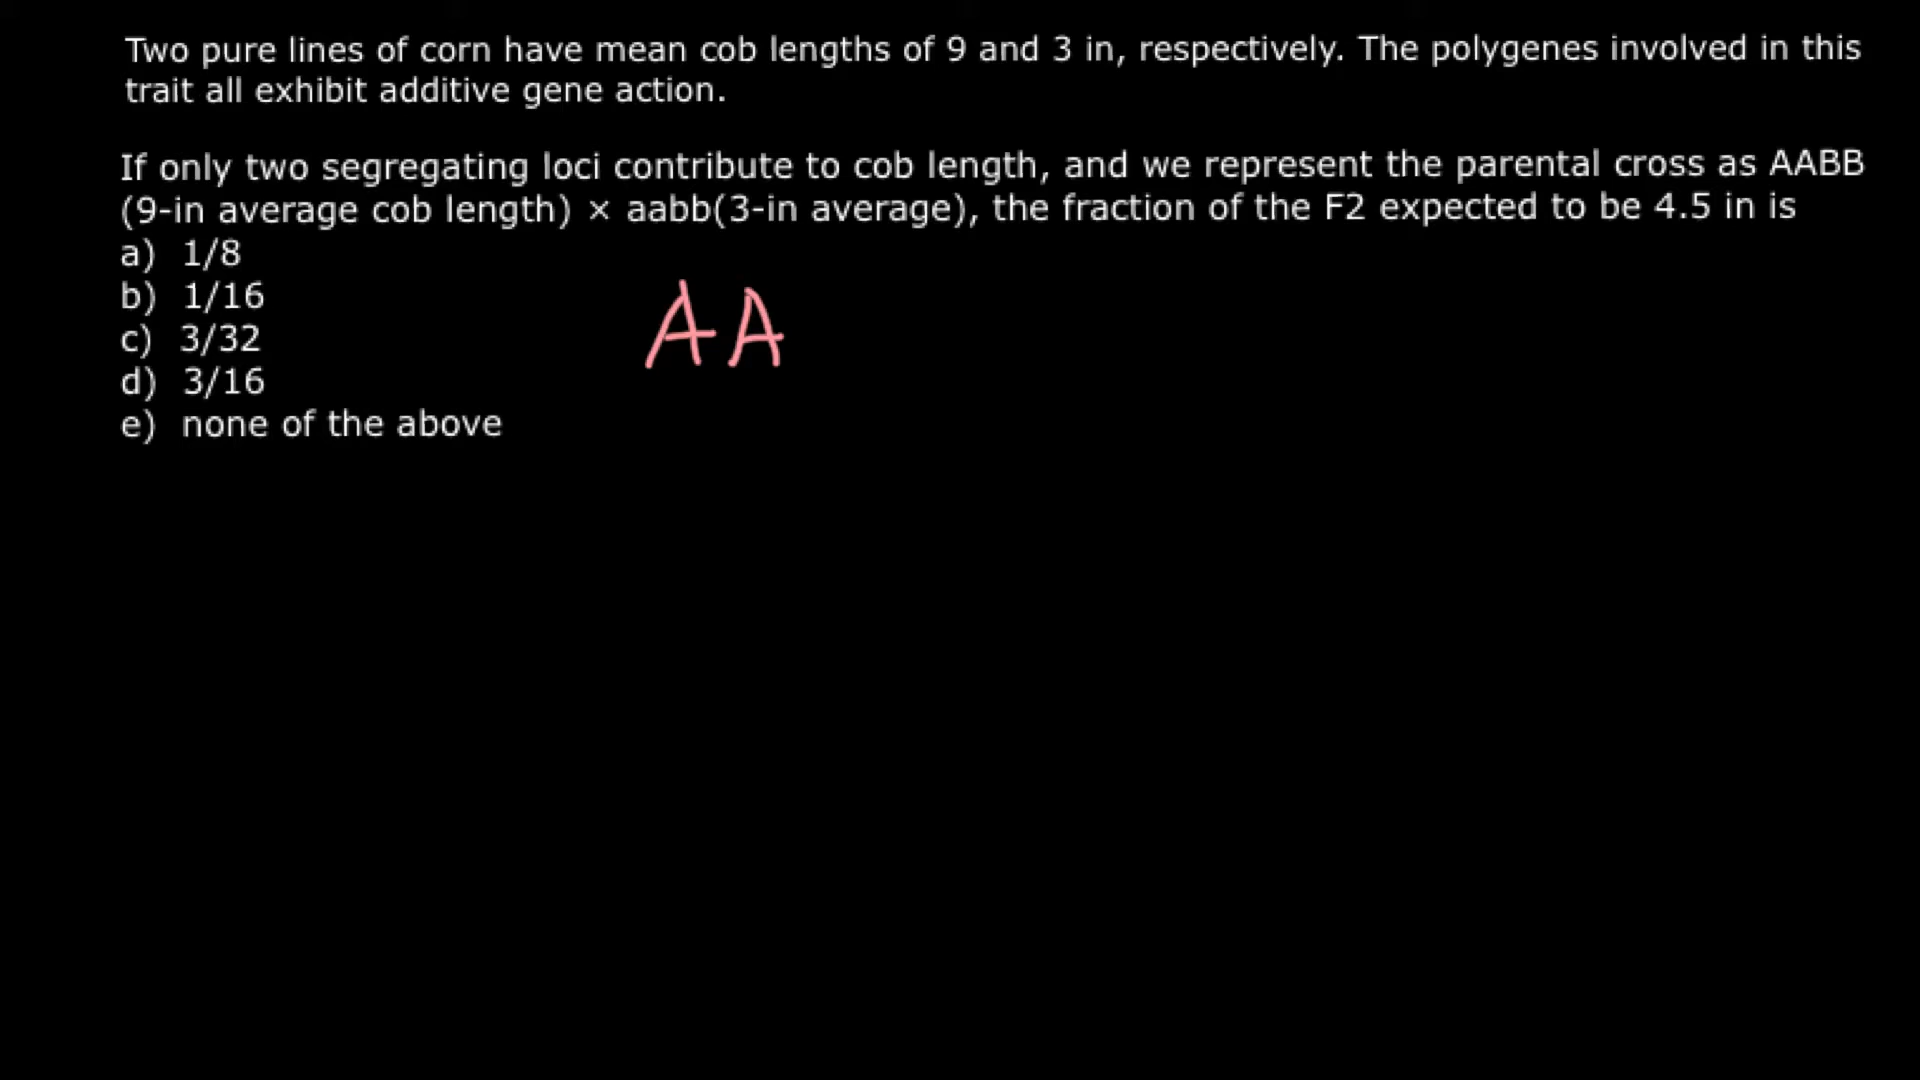 Two pure lines of corn have mean cob lengths of 9 and 3 in, respectively. The polygenes involved in this
trait all exhibit additive gene action.
If only two segregating loci contribute to cob length, and we represent the parental cross as AABB
(9-in average cob length) × aabb(3-in average), the fraction of the F2 expected to be 4.5 in is
a) 1/8
b) 1/16
c) 3/32
d) 3/16
e) none of the above
AA